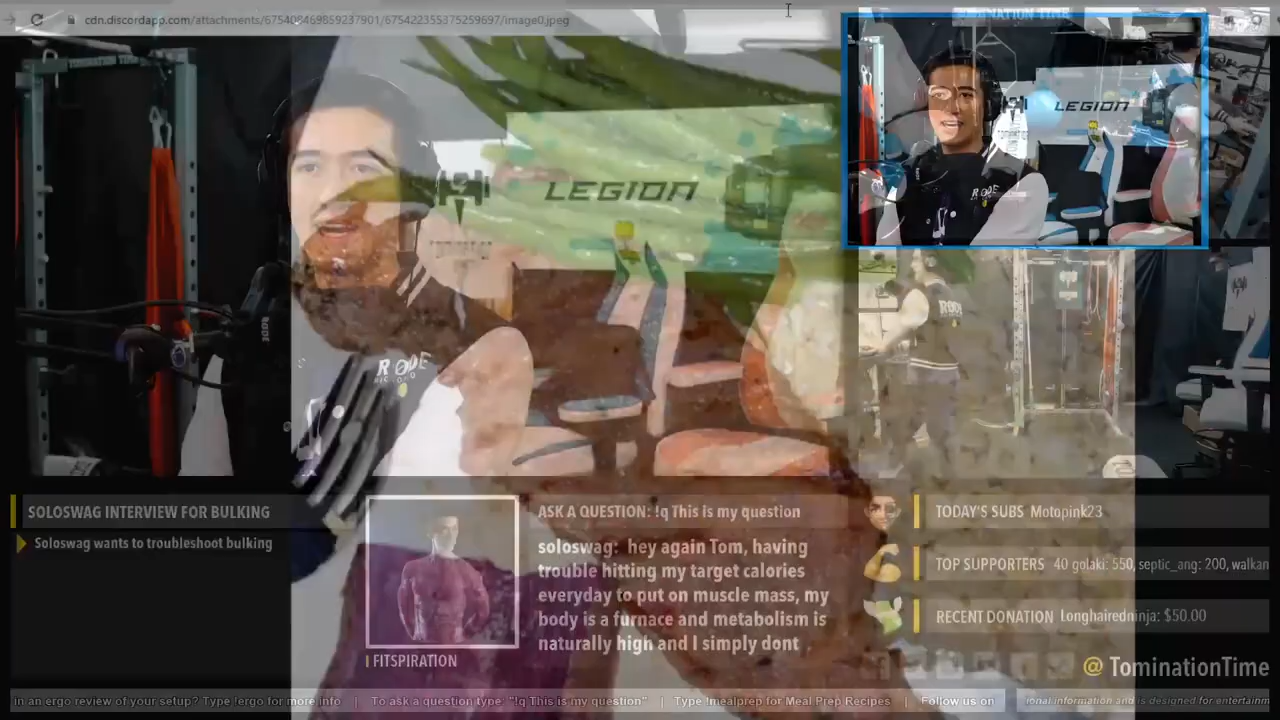 cdn.discordapp.com/attachments/675408469859237901/675422355375259697/image0.jpeg
LEGION
LEGION
RODE
RODE
RODE
SOLOSWAG INTERVIEW FOR BULKING
Soloswag wants to troubleshoot bulking
FITSPIRATION
ASK A QUESTION: !q This is my question
soloswag: hey again Tom, having
trouble hitting my target calories
everyday to put on muscle mass, my
body is a furnace and metabolism is
naturally high and I simply dont
TODAY'S SUBS Motopink23
TOP SUPPORTERS 40 golaki: 550, septic_ang: 200, walkan
RECENT DONATION Longhairedninja: $50.00
@ TominationTime
in an ergo review of your setup? Type !ergo for more info | To ask a question type "!q This is my question" | Type !mealprep for Meal Prep Recipes | Follow us on
ional information and is designed for entertainm